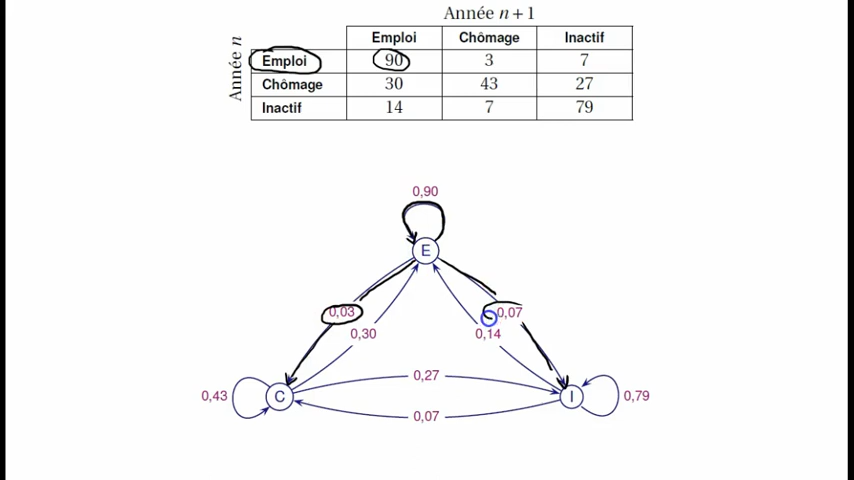 Année n + 1
Année n
Emploi Chômage Inactif
Emploi 90 3 7
Chômage 30 43 27
Inactif 14 7 79
0,90
E
0,03 0,07
0,30 0,14
0,43 C 0,27 I 0,79
0,07